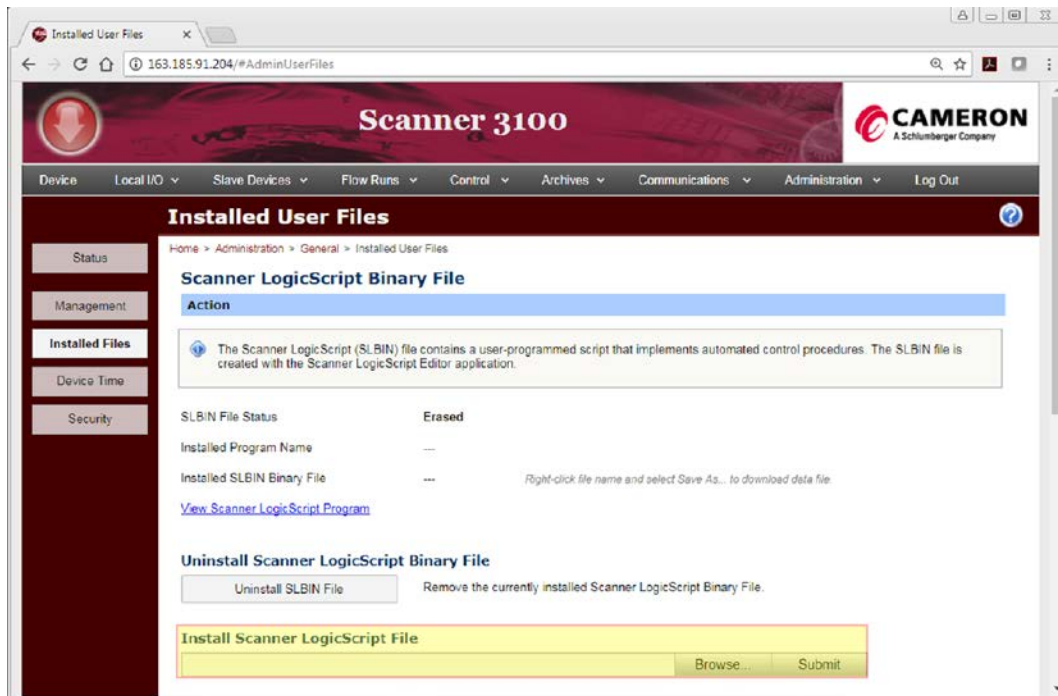 Installed User Files
163.185.91.204/#AdminUserFiles
Scanner 3100
CAMERON
A Schlumberger Company
Device Local I/O Slave Devices Flow Runs Control Archives Communications Administration Log Out
Installed User Files
Home > Administration > General > Installed User Files
Status
Management
Installed Files
Device Time
Security
Scanner LogicScript Binary File
Action
The Scanner LogicScript (SLBIN) file contains a user-programmed script that implements automated control procedures. The SLBIN file is
created with the Scanner LogicScript Editor application.
SLBIN File Status Erased
Installed Program Name ---
Installed SLBIN Binary File --- Right-click file name and select Save As... to download data file
View Scanner LogicScript Program
Uninstall Scanner LogicScript Binary File
Uninstall SLBIN File Remove the currently installed Scanner LogicScript Binary File.
Install Scanner LogicScript File
Browse... Submit